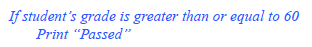 If student’s grade is greater than or equal to 60
Print “Passed”